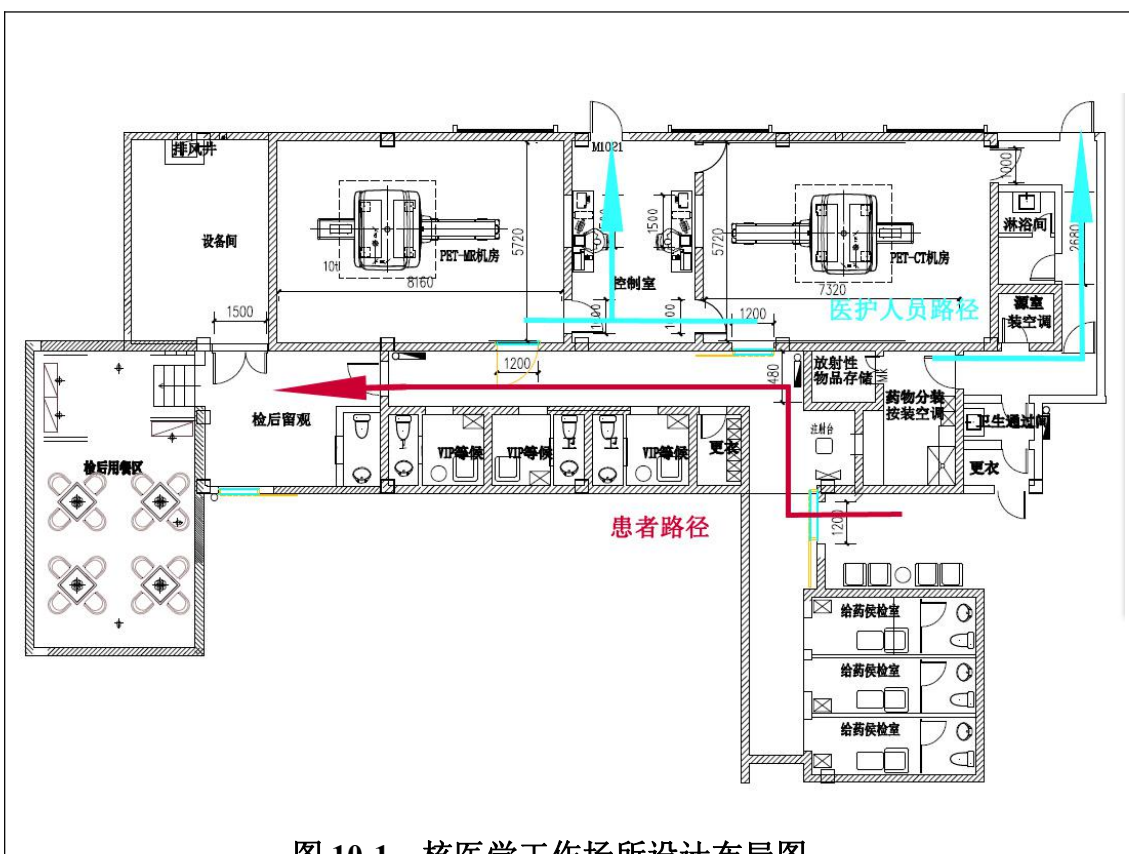 排风井
M1021
1000
淋浴间
设备间
1500
5720
5720
2680
10t
PET-MR机房
PET-CT机房
控制室
8160
7320
源室
装空调
医护人员路径
1500
1200
1200
480
放射性
物品存储
MK
药物分装
按装空调
检后留观
注射台
卫生通过间
VIP等候
VIP等候
VIP等候
更衣
更衣
检后用餐区
患者路径
1200
给药侯检室
给药侯检室
给药侯检室
图 10-1 核医学工作场所设计布局图